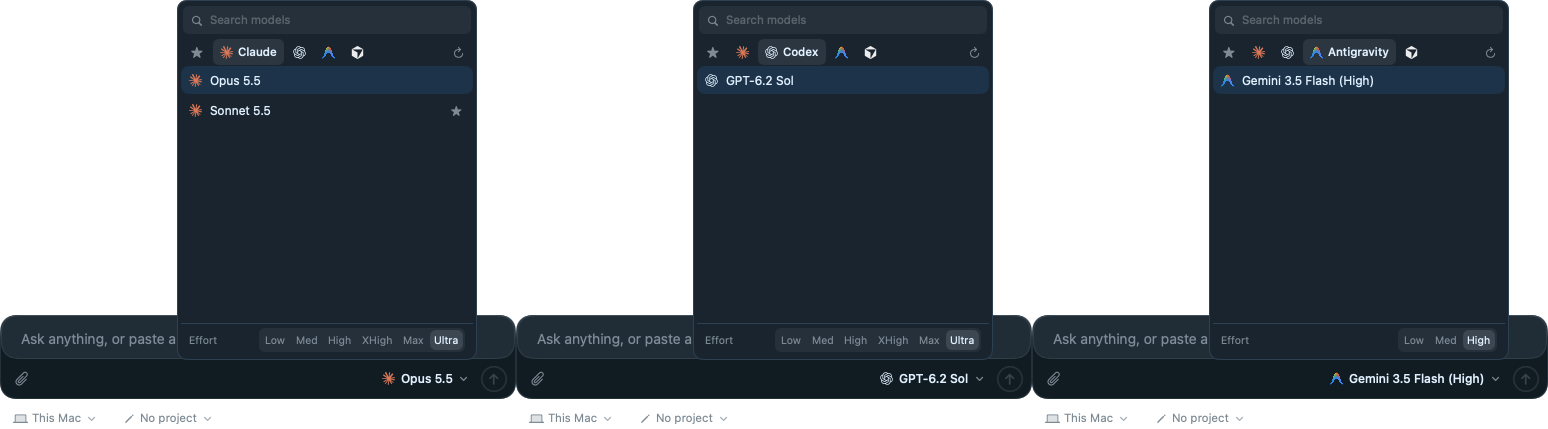 Search models
Claude
Opus 5.5
Sonnet 5.5
Effort Low Med High XHigh Max Ultra
Ask anything, or paste a
Opus 5.5
This Mac No project
Search models
Codex
GPT-6.2 Sol
Effort Low Med High XHigh Max Ultra
Ask anything, or paste a
GPT-6.2 Sol
This Mac No project
Search models
Antigravity
Gemini 3.5 Flash (High)
Effort Low Med High
Ask anything, or paste a
Gemini 3.5 Flash (High)
This Mac No project